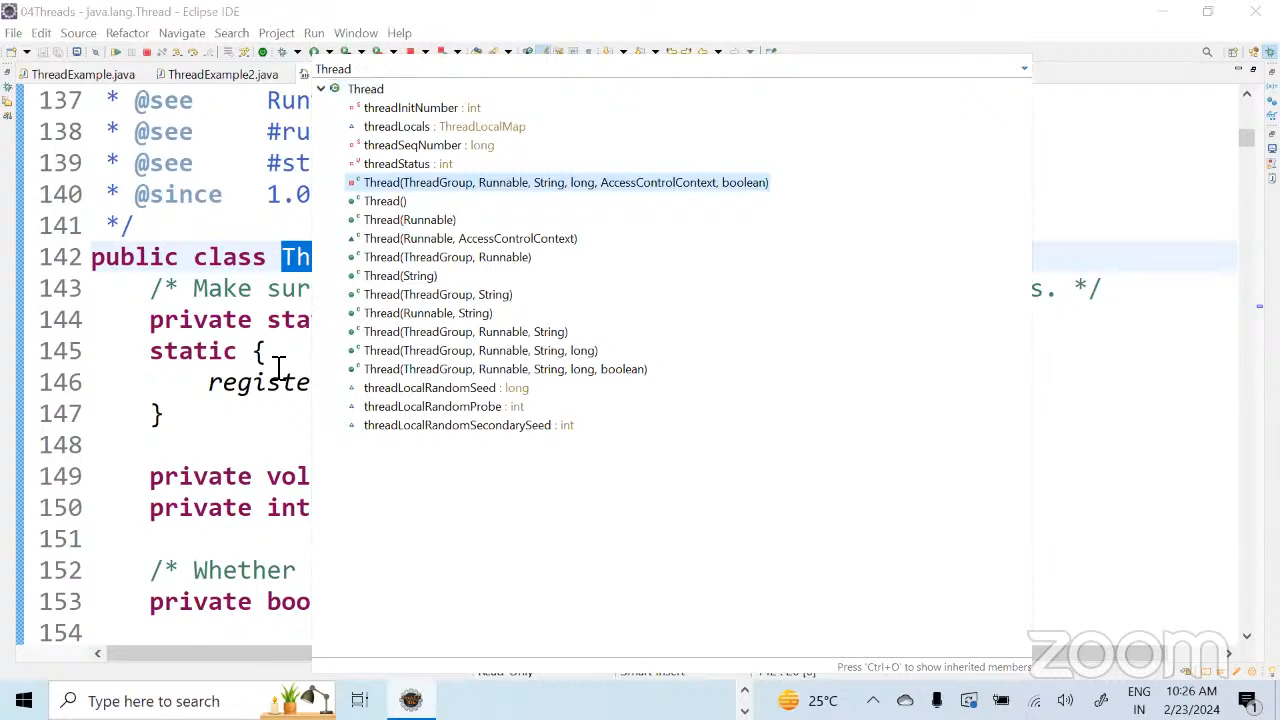 04Threads - java.lang.Thread - Eclipse IDE
File Edit Source Refactor Navigate Search Project Run Window Help
ThreadExample.java ThreadExample2.java
Thread
Thread
threadInitNumber : int
threadLocals : ThreadLocalMap
threadSeqNumber : long
threadStatus : int
Thread(ThreadGroup, Runnable, String, long, AccessControlContext, boolean)
Thread()
Thread(Runnable)
Thread(Runnable, AccessControlContext)
Thread(ThreadGroup, Runnable)
Thread(String)
Thread(ThreadGroup, String)
Thread(Runnable, String)
Thread(ThreadGroup, Runnable, String)
Thread(ThreadGroup, Runnable, String, long)
Thread(ThreadGroup, Runnable, String, long, boolean)
threadLocalRandomSeed : long
threadLocalRandomProbe : int
threadLocalRandomSecondarySeed : int
Press 'Ctrl+O' to show inherited members
137 * @see Run
138 * @see #ru
139 * @see #st
140 * @since 1.0
141 */
142 public class Th
143 /* Make sur s. */
144 private sta
145 static {
146 registe
147 }
148
149 private vol
150 private int
151
152 /* Whether
153 private boo
154
zoom
Type here to search
25°C
ENG
IN
10:26 AM
2/23/2024
1